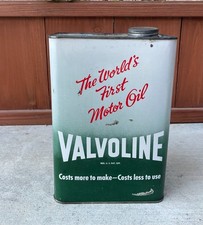 The World's
First
Motor Oil
VALVOLINE
Costs more to make—Costs less to use